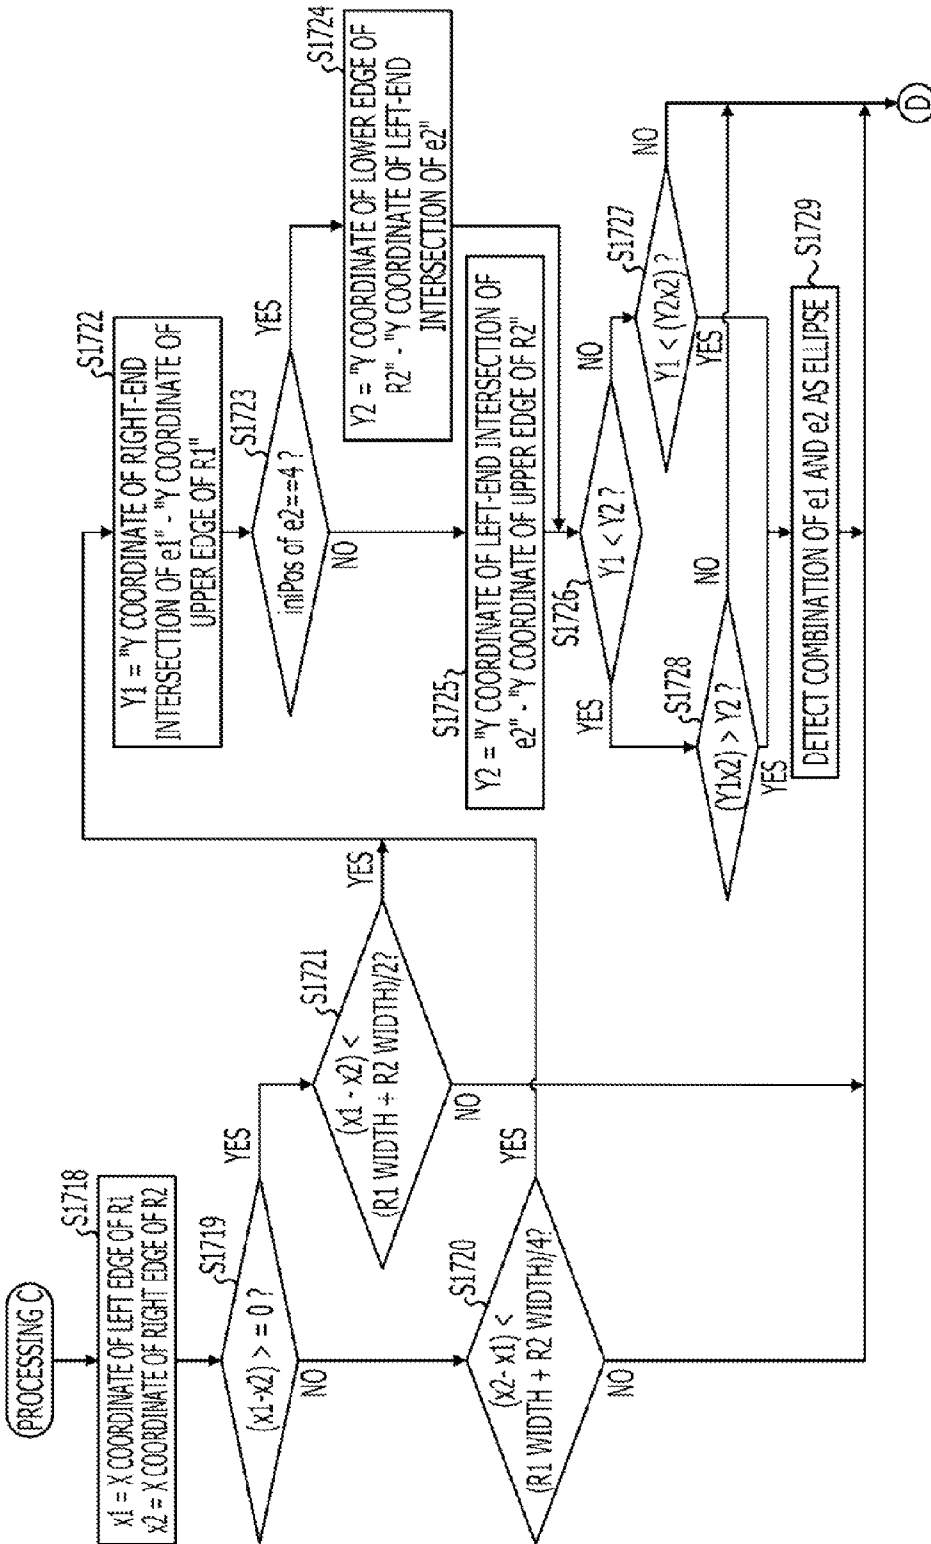 PROCESSING C
S1718
x1 = X COORDINATE OF LEFT EDGE OF R1
x2 = X COORDINATE OF RIGHT EDGE OF R2
S1719
(x1-x2) > = 0 ?
YES
NO
S1720
(x2- x1) <
(R1 WIDTH + R2 WIDTH)/4?
YES
NO
S1721
(x1 - x2) <
(R1 WIDTH + R2 WIDTH)/2?
YES
NO
S1722
Y1 = "Y COORDINATE OF RIGHT-END
INTERSECTION OF e1" - "Y COORDINATE OF
UPPER EDGE OF R1"
S1723
iniPos of e2==4 ?
YES
NO
S1724
Y2 = "Y COORDINATE OF LOWER EDGE OF
R2" - "Y COORDINATE OF LEFT-END
INTERSECTION OF e2"
S1725
Y2 = "Y COORDINATE OF LEFT-END INTERSECTION OF
e2" - "Y COORDINATE OF UPPER EDGE OF R2"
S1726
Y1 < Y2 ?
YES
NO
S1727
Y1 < (Y2x2) ?
NO
YES
S1728
(Y1x2) > Y2 ?
NO
YES
S1729
DETECT COMBINATION OF e1 AND e2 AS ELLIPSE
D